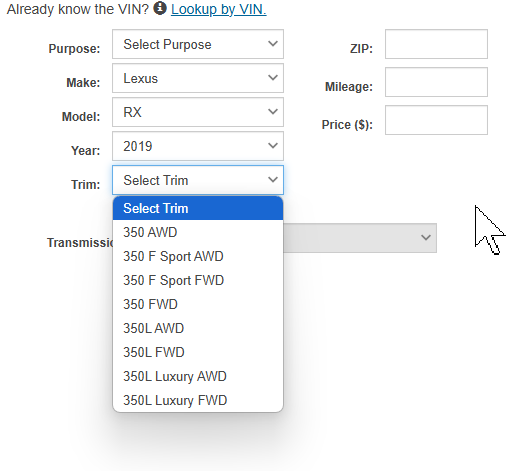 Already know the VIN? Lookup by VIN.
Purpose: Select Purpose ZIP:
Make: Lexus Mileage:
Model: RX Price ($):
Year: 2019
Trim: Select Trim
Select Trim
350 AWD
Transmissio
350 F Sport AWD
350 F Sport FWD
350 FWD
350L AWD
350L FWD
350L Luxury AWD
350L Luxury FWD